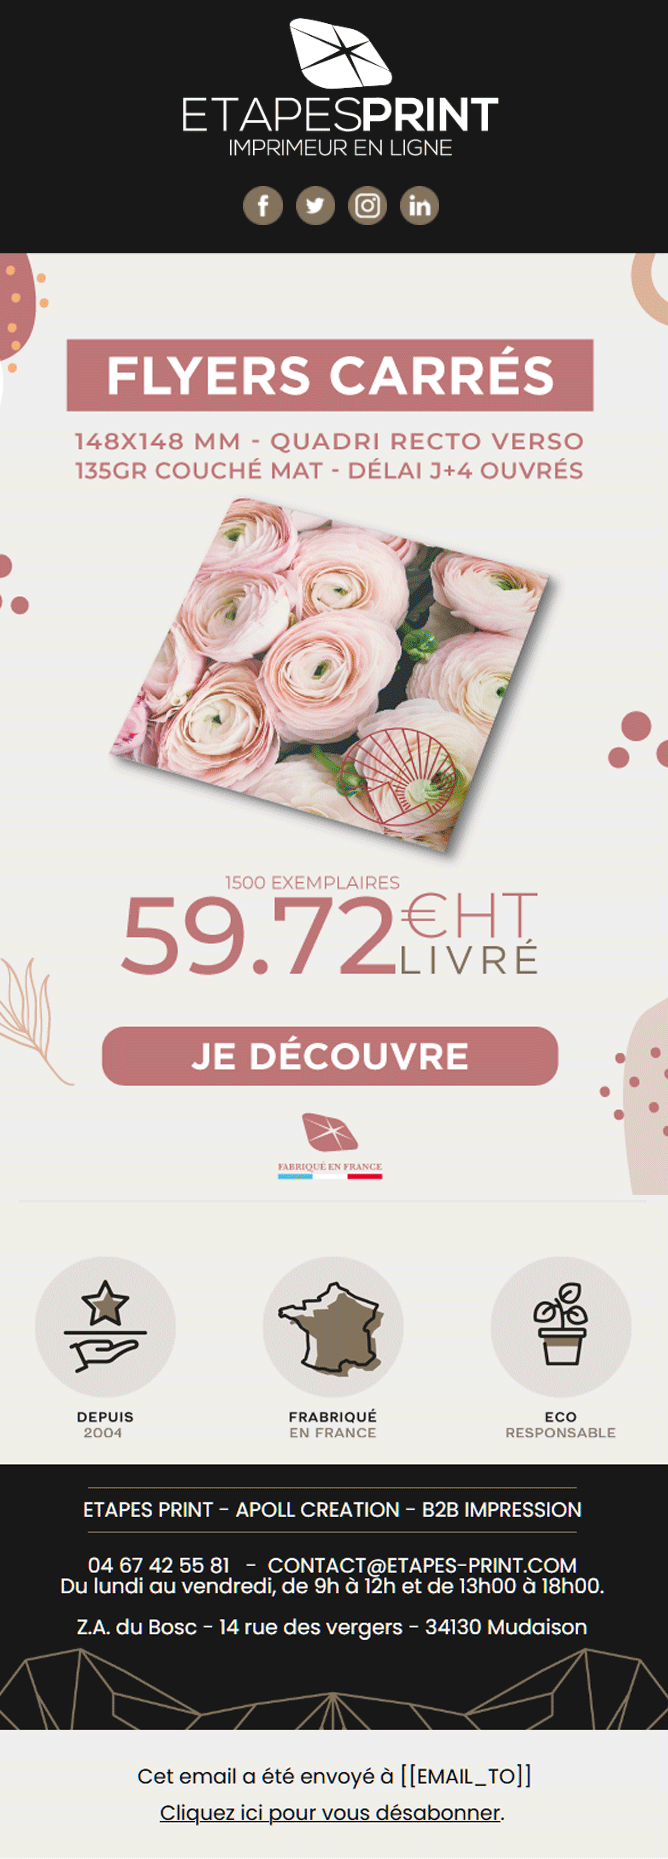 ETAPESPRINT
IMPRIMEUR EN LIGNE
FLYERS CARRÉS
148X148 MM - QUADRI RECTO VERSO
135GR COUCHÉ MAT - DÉLAI J+4 OUVRÉS
1500 EXEMPLAIRES
59.72€HT
LIVRÉ
JE DÉCOUVRE
FABRIQUÉ EN FRANCE
DEPUIS
2004
FRABRIQUÉ
EN FRANCE
ECO
RESPONSABLE
ETAPES PRINT - APOLL CREATION - B2B IMPRESSION
04 67 42 55 81 - CONTACT@ETAPES-PRINT.COM
Du lundi au vendredi, de 9h à 12h et de 13h00 à 18h00.
Z.A. du Bosc - 14 rue des vergers - 34130 Mudaison
Cet email a été envoyé à [[EMAIL_TO]]
Cliquez ici pour vous désabonner.